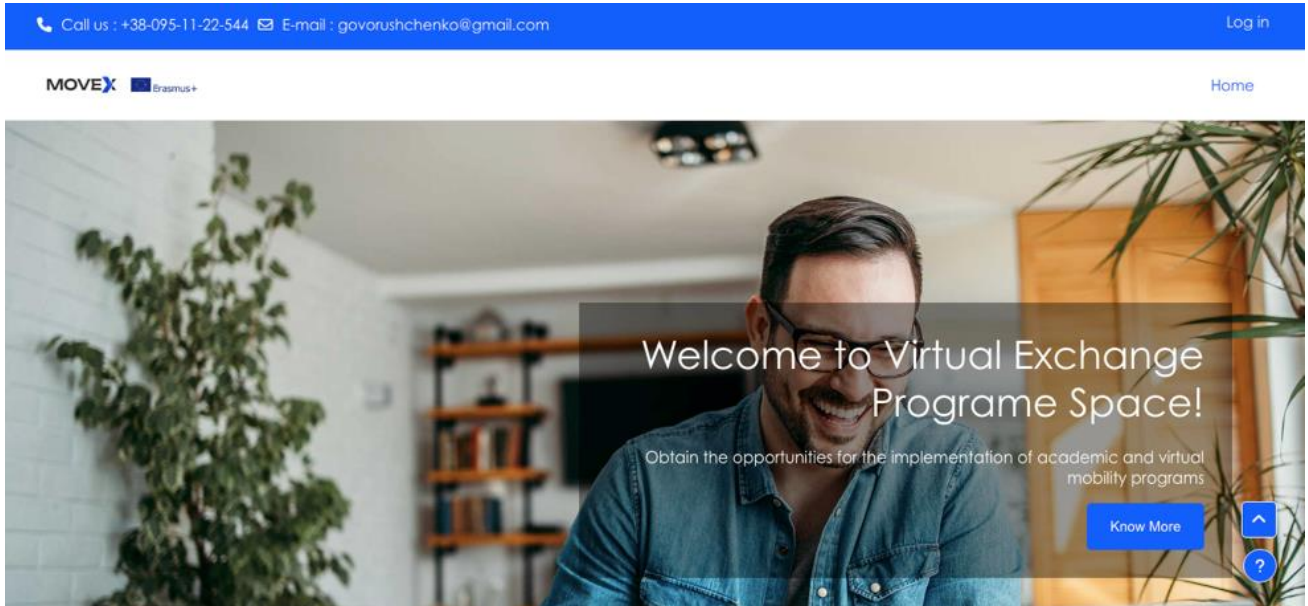 Call us : +38-095-11-22-544 E-mail : govorushchenko@gmail.com
Log in
MOVEX Erasmus+
Home
Welcome to Virtual Exchange
Programe Space!
Obtain the opportunities for the implementation of academic and virtual
mobility programs
Know More
?